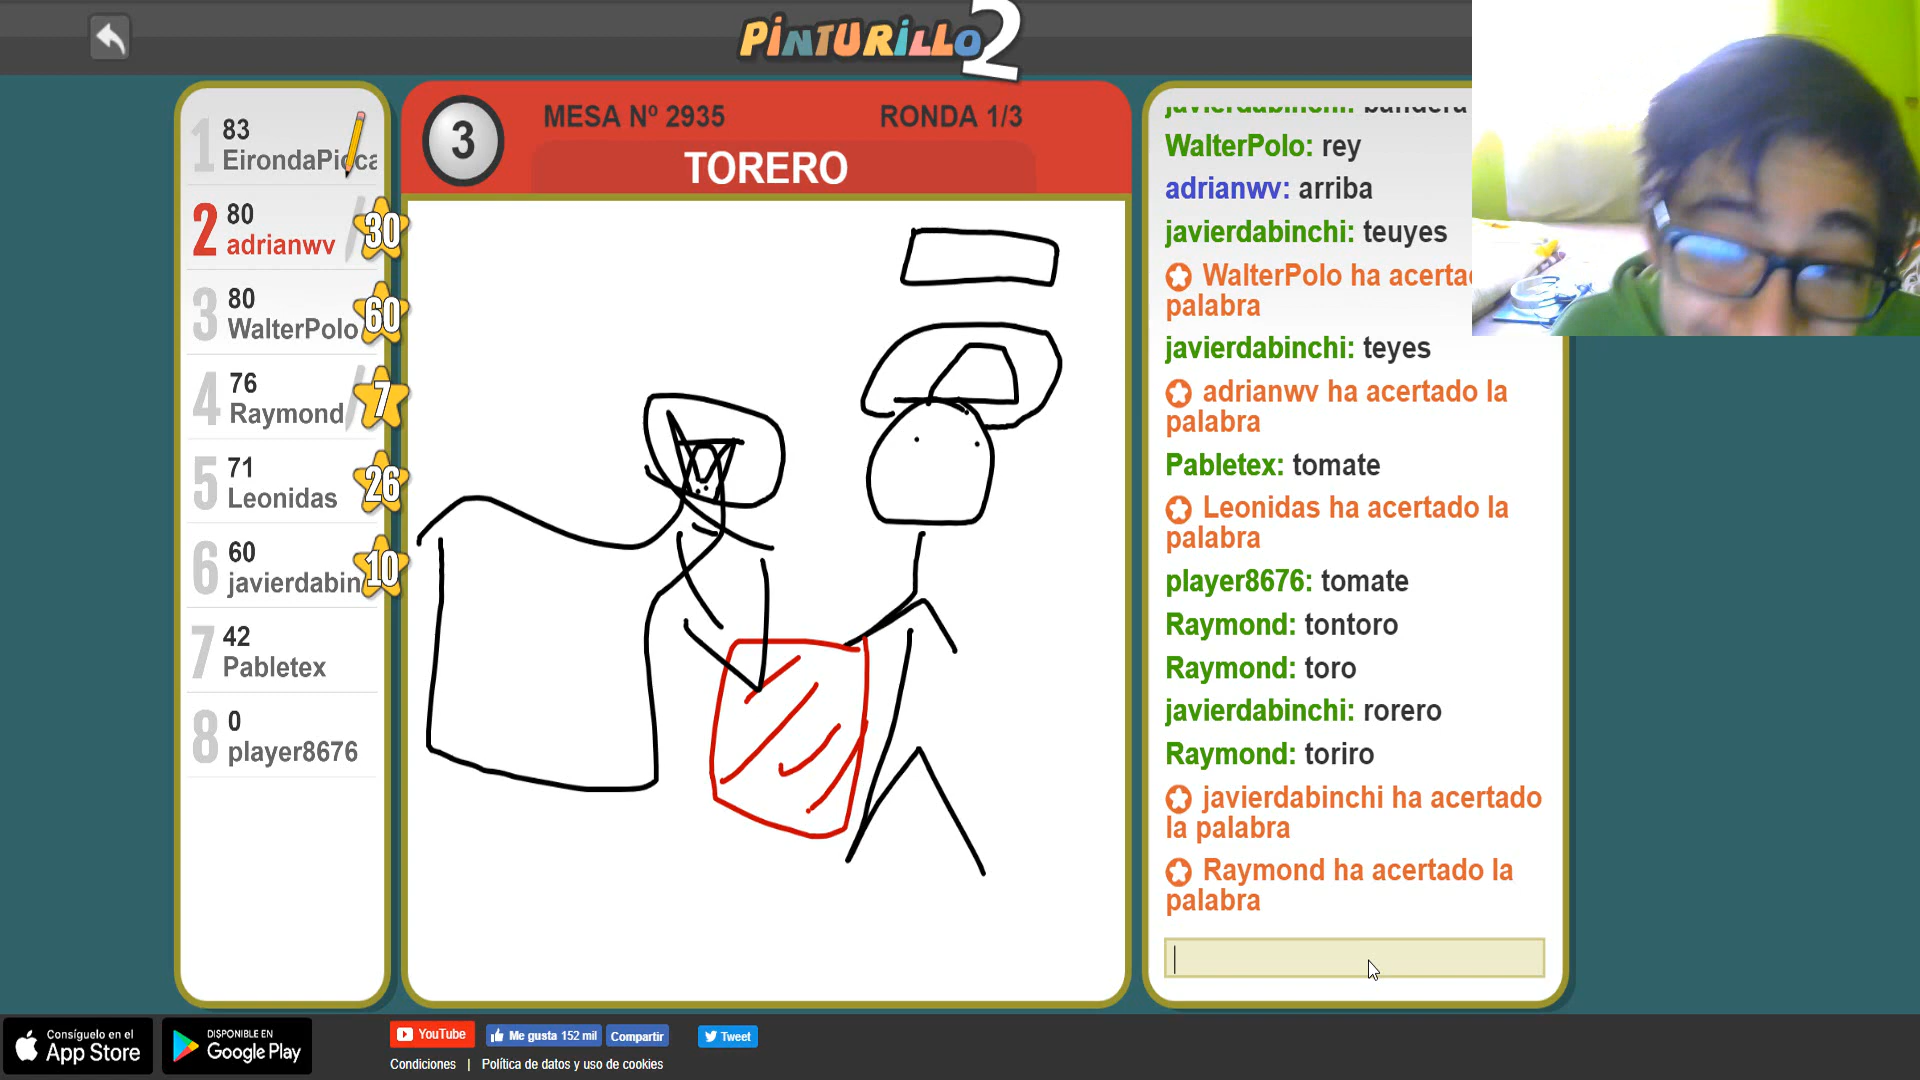 PiNTURiLLO 2
1 83
EirondaPicca
2 80 30
adrianwv
3 80 60
WalterPolo
4 76 7
Raymond
5 71 26
Leonidas
6 60 10
javierdabin
7 42
Pabletex
8 0
player8676
3
MESA Nº 2935
RONDA 1/3
TORERO
javierdabinchi: bandera
WalterPolo: rey
adrianwv: arriba
javierdabinchi: teuyes
WalterPolo ha acertado
palabra
javierdabinchi: teyes
adrianwv ha acertado la
palabra
Pabletex: tomate
Leonidas ha acertado la
palabra
player8676: tomate
Raymond: tontoro
Raymond: toro
javierdabinchi: rorero
Raymond: toriro
javierdabinchi ha acertado
la palabra
Raymond ha acertado la
palabra
Consíguelo en el
App Store
DISPONIBLE EN
Google Play
YouTube
Me gusta 152 mil
Compartir
Tweet
Condiciones | Política de datos y uso de cookies